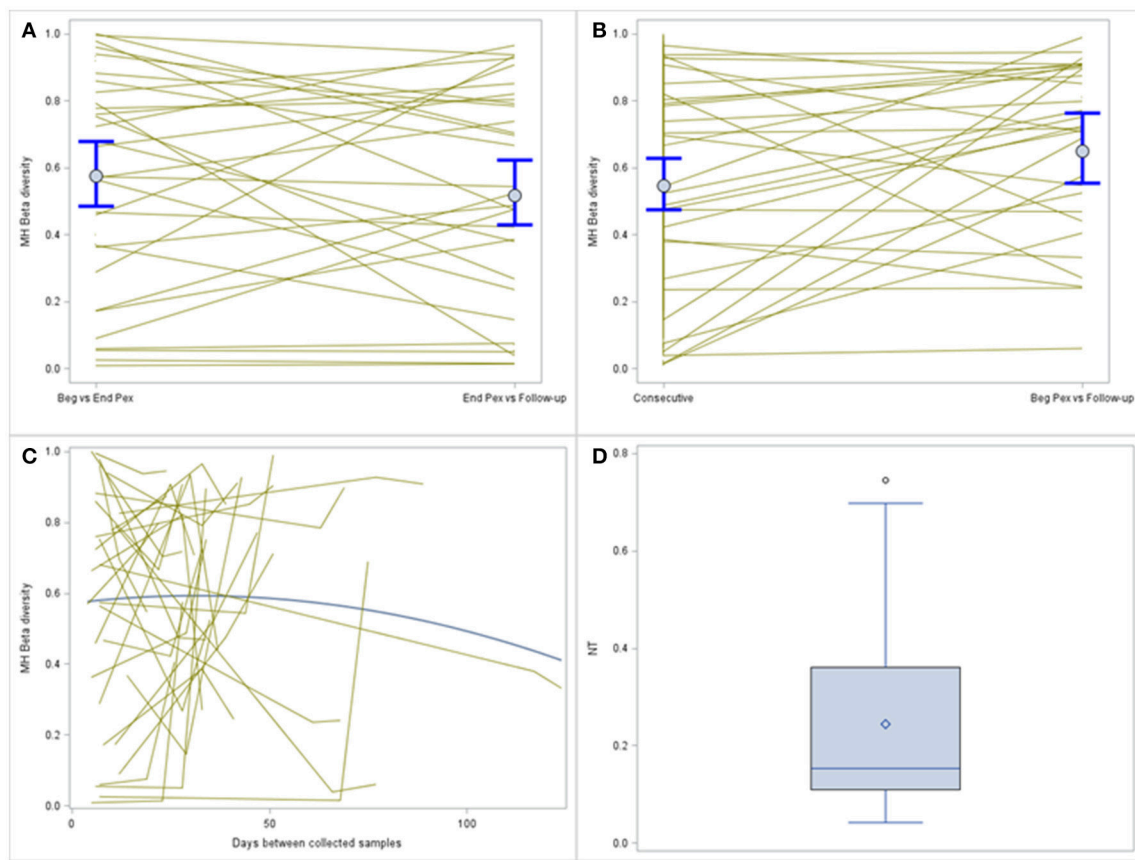 A
1.0
0.8
0.6
0.4
0.2
0.0
MH Beta diversity
Beg vs End Pex
End Pex vs Follow-up
B
1.0
0.8
0.6
0.4
0.2
0.0
MH Beta diversity
Consecutive
Beg Pex vs Follow-up
C
1.0
0.8
0.6
0.4
0.2
0.0
MH Beta diversity
0
50
100
Days between collected samples
D
0.8
0.6
0.4
0.2
0.0
NT